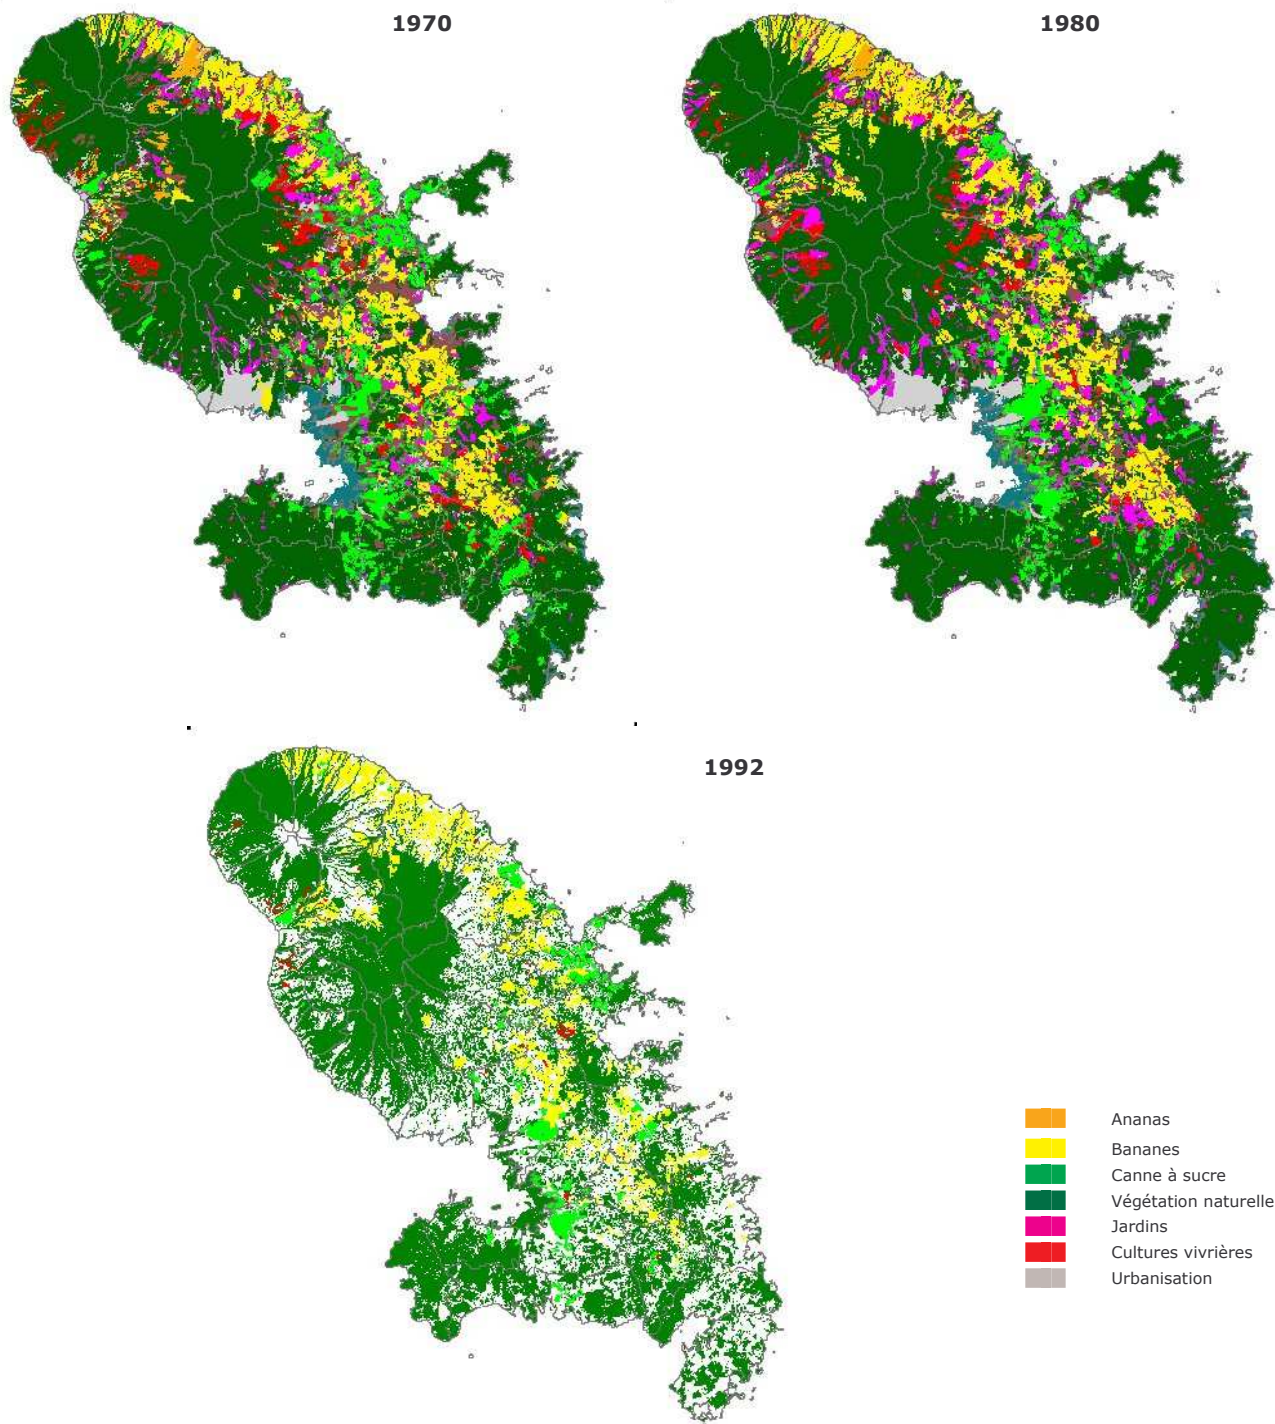 1970
1980
1992
Ananas
Bananes
Canne à sucre
Végétation naturelle
Jardins
Cultures vivrières
Urbanisation